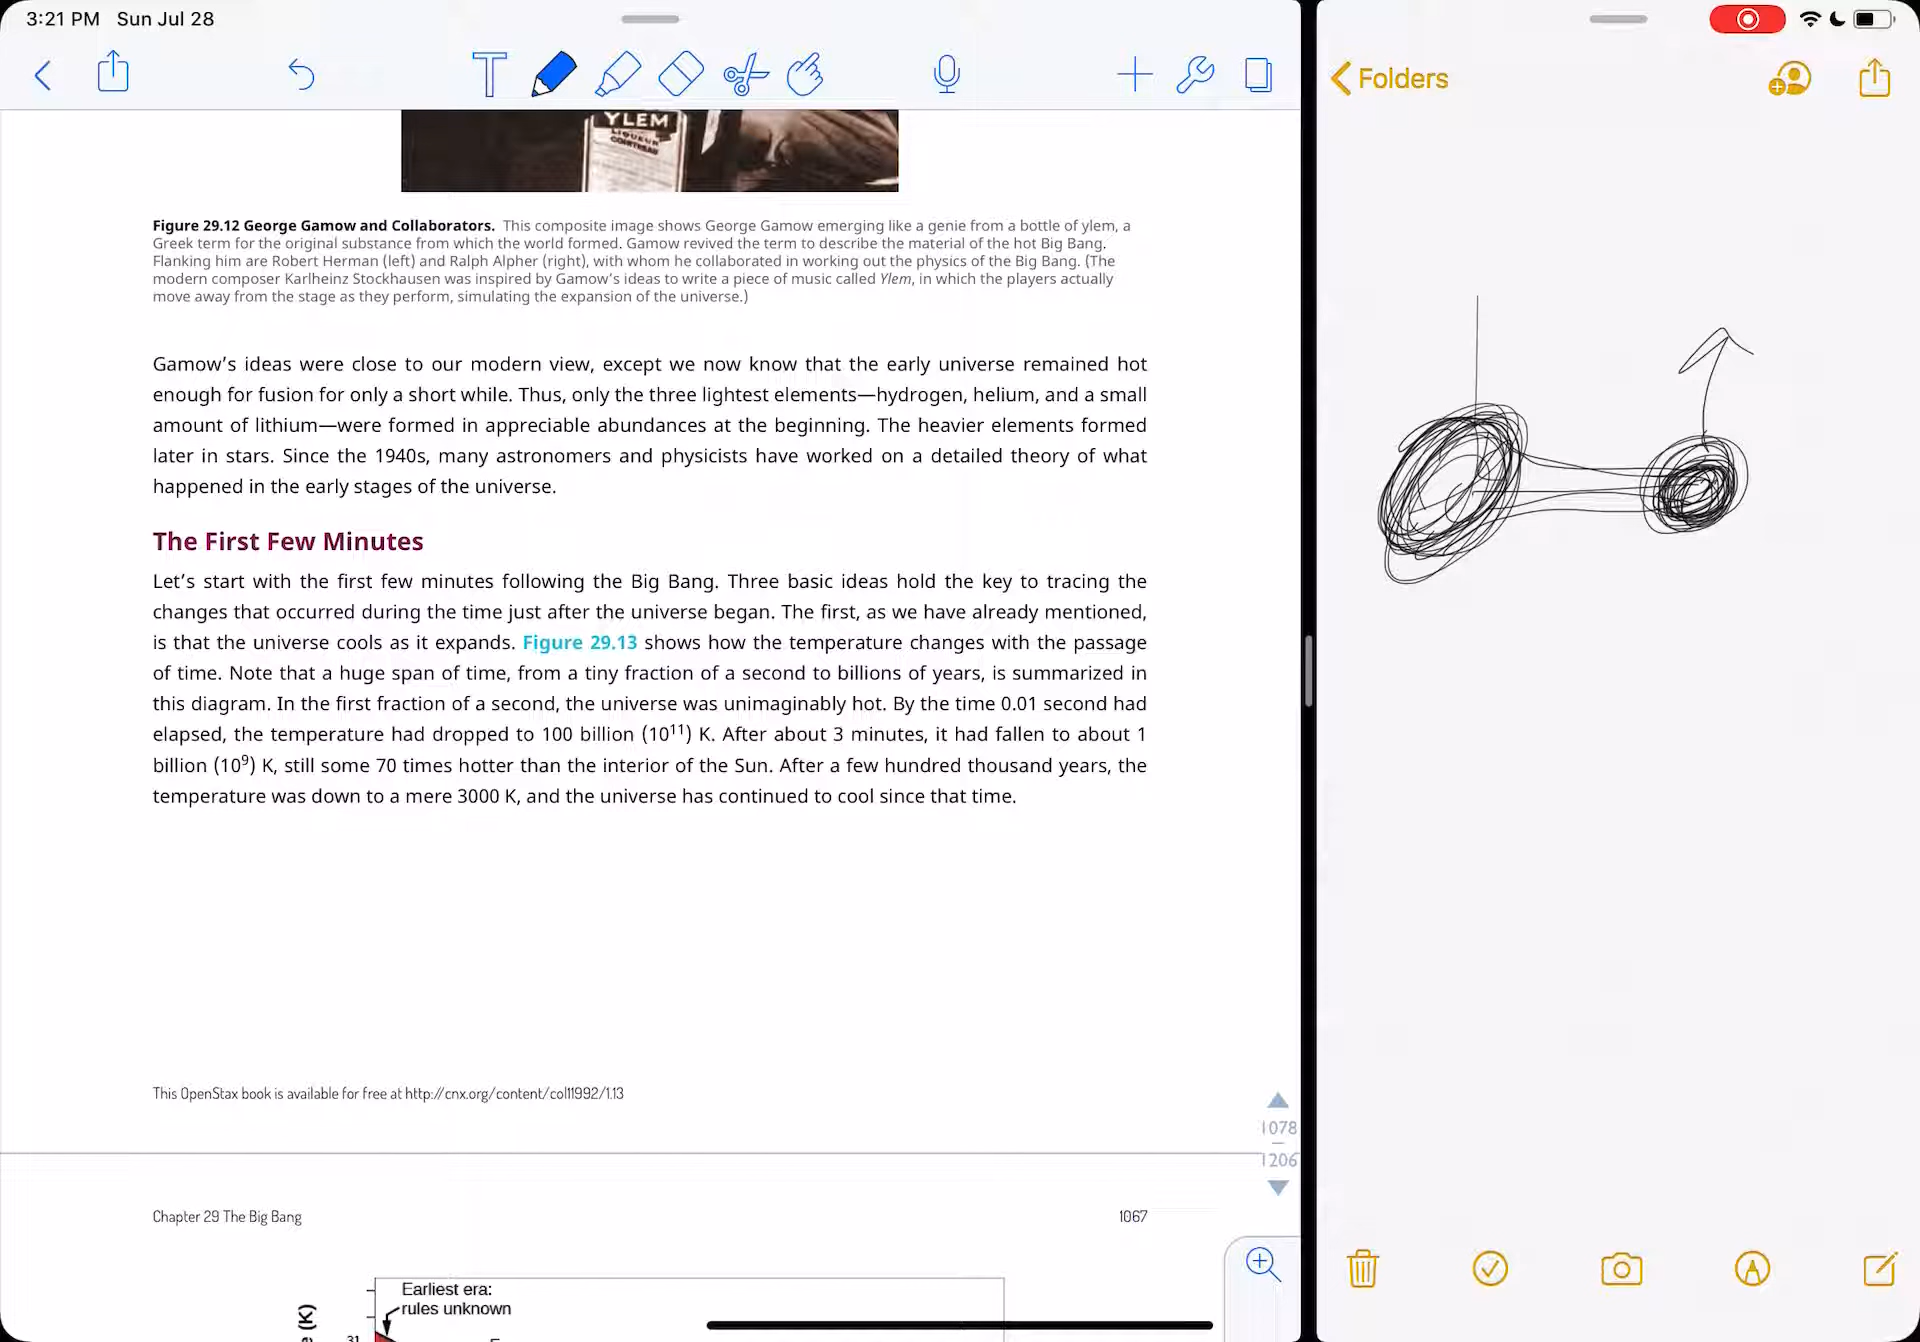 3:21 PM Sun Jul 28
Folders
YLEM
LIQUEUR
COINTREAU
Figure 29.12 George Gamow and Collaborators. This composite image shows George Gamow emerging like a genie from a bottle of ylem, a
Greek term for the original substance from which the world formed. Gamow revived the term to describe the material of the hot Big Bang.
Flanking him are Robert Herman (left) and Ralph Alpher (right), with whom he collaborated in working out the physics of the Big Bang. (The
modern composer Karlheinz Stockhausen was inspired by Gamow’s ideas to write a piece of music called Ylem, in which the players actually
move away from the stage as they perform, simulating the expansion of the universe.)
Gamow’s ideas were close to our modern view, except we now know that the early universe remained hot
enough for fusion for only a short while. Thus, only the three lightest elements—hydrogen, helium, and a small
amount of lithium—were formed in appreciable abundances at the beginning. The heavier elements formed
later in stars. Since the 1940s, many astronomers and physicists have worked on a detailed theory of what
happened in the early stages of the universe.
The First Few Minutes
Let’s start with the first few minutes following the Big Bang. Three basic ideas hold the key to tracing the
changes that occurred during the time just after the universe began. The first, as we have already mentioned,
is that the universe cools as it expands. Figure 29.13 shows how the temperature changes with the passage
of time. Note that a huge span of time, from a tiny fraction of a second to billions of years, is summarized in
this diagram. In the first fraction of a second, the universe was unimaginably hot. By the time 0.01 second had
elapsed, the temperature had dropped to 100 billion (10¹¹) K. After about 3 minutes, it had fallen to about 1
billion (10⁹) K, still some 70 times hotter than the interior of the Sun. After a few hundred thousand years, the
temperature was down to a mere 3000 K, and the universe has continued to cool since that time.
This OpenStax book is available for free at http://cnx.org/content/col11992/1.13
1078
1206
Chapter 29 The Big Bang 1067
Earliest era:
rules unknown
(K)
31